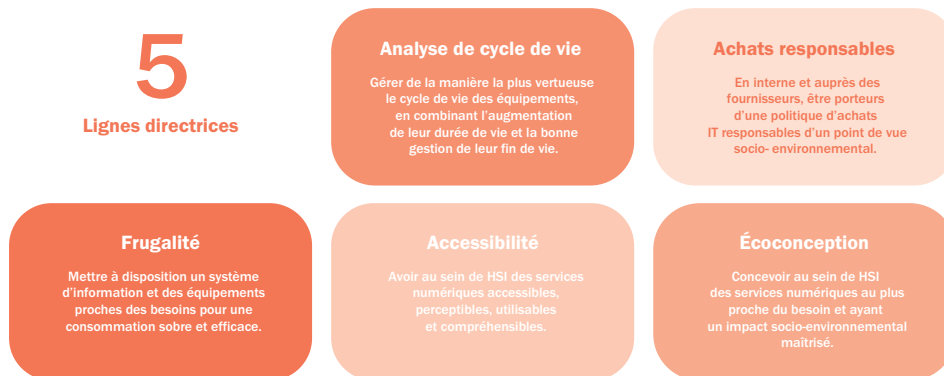 5
Lignes directrices
Analyse de cycle de vie
Gérer de la manière la plus vertueuse
le cycle de vie des équipements,
en combinant l'augmentation
de leur durée de vie et la bonne
gestion de leur fin de vie.
Achats responsables
En interne et auprès des
fournisseurs, être porteurs
d'une politique d'achats
IT responsables d'un point de vue
socio- environnemental.
Frugalité
Mettre à disposition un système
d'information et des équipements
proches des besoins pour une
consommation sobre et efficace.
Accessibilité
Avoir au sein de HSI des services
numériques accessibles,
perceptibles, utilisables
et compréhensibles.
Écoconception
Concevoir au sein de HSI
des services numériques au plus
proche du besoin et ayant
un impact socio-environnemental
maîtrisé.